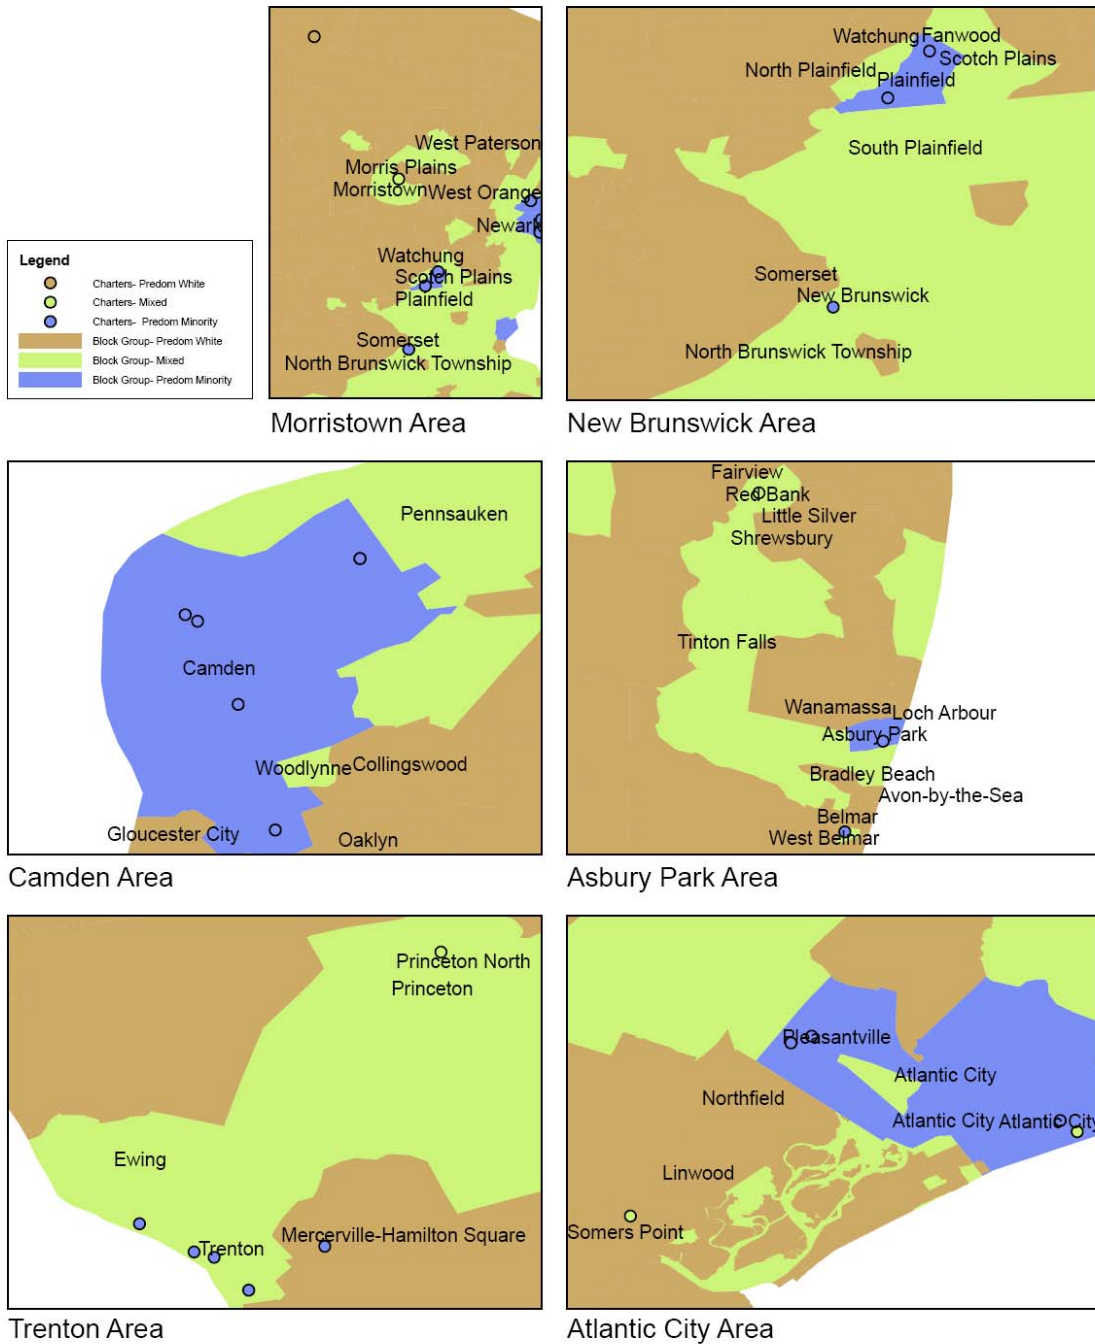 West Paterson
Morris Plains
Morristown
West Orange
Newark
Watchung
Scotch Plains
Plainfield
Somerset
North Brunswick Township
Morristown Area
Watchung
Fanwood
Scotch Plains
North Plainfield
Plainfield
South Plainfield
Somerset
New Brunswick
North Brunswick Township
New Brunswick Area
Legend
Charters- Predom White
Charters- Mixed
Charters- Predom Minority
Block Group- Predom White
Block Group- Mixed
Block Group- Predom Minority
Pennsauken
Camden
Woodlynne
Collingswood
Gloucester City
Oaklyn
Camden Area
Fairview
Red Bank
Little Silver
Shrewsbury
Tinton Falls
Wanamassa
Loch Arbour
Asbury Park
Bradley Beach
Avon-by-the-Sea
Belmar
West Belmar
Asbury Park Area
Princeton North
Princeton
Ewing
Trenton
Mercerville-Hamilton Square
Trenton Area
Pleasantville
Atlantic City
Northfield
Atlantic City
Atlantic City
Linwood
Somers Point
Atlantic City Area